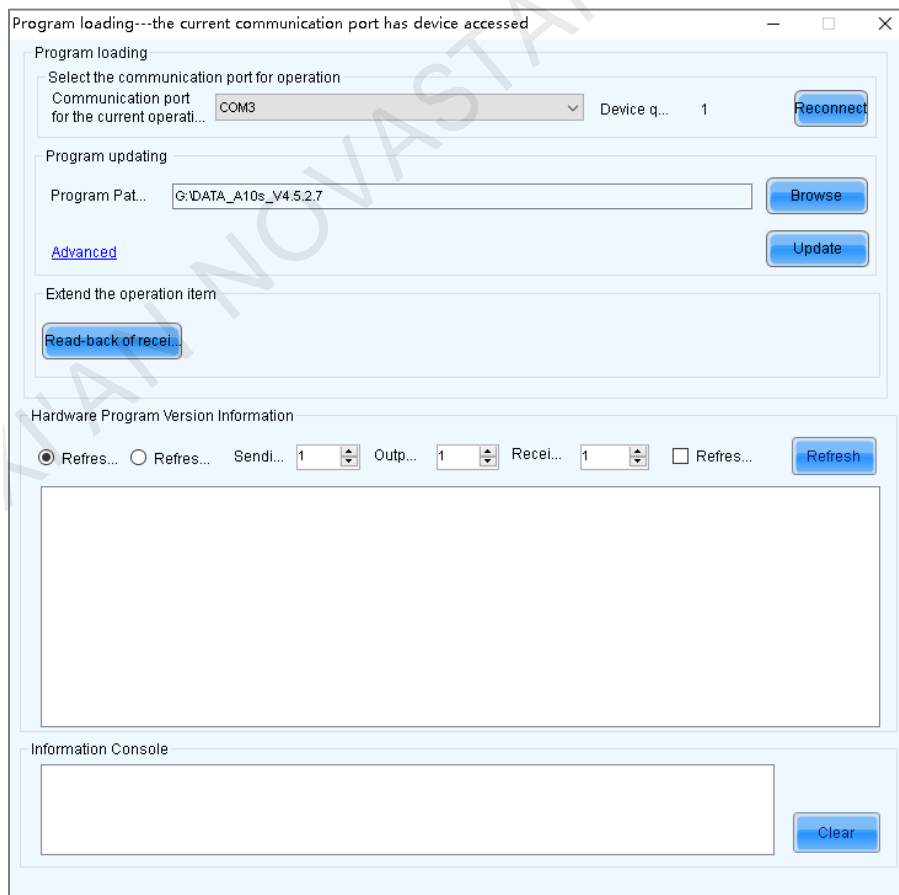 Program loading---the current communication port has device accessed
Program loading
Select the communication port for operation
Communication port
for the current operati...
COM3
Device q...
1
Reconnect
Program updating
Program Pat...
G:\DATA_A10s_V4.5.2.7
Browse
Advanced
Update
Extend the operation item
Read-back of recei...
Hardware Program Version Information
Refres...
Refres...
Sendi...
1
Outp...
1
Recei...
1
Refres...
Refresh
Information Console
Clear
XI'AN NOVASTAR